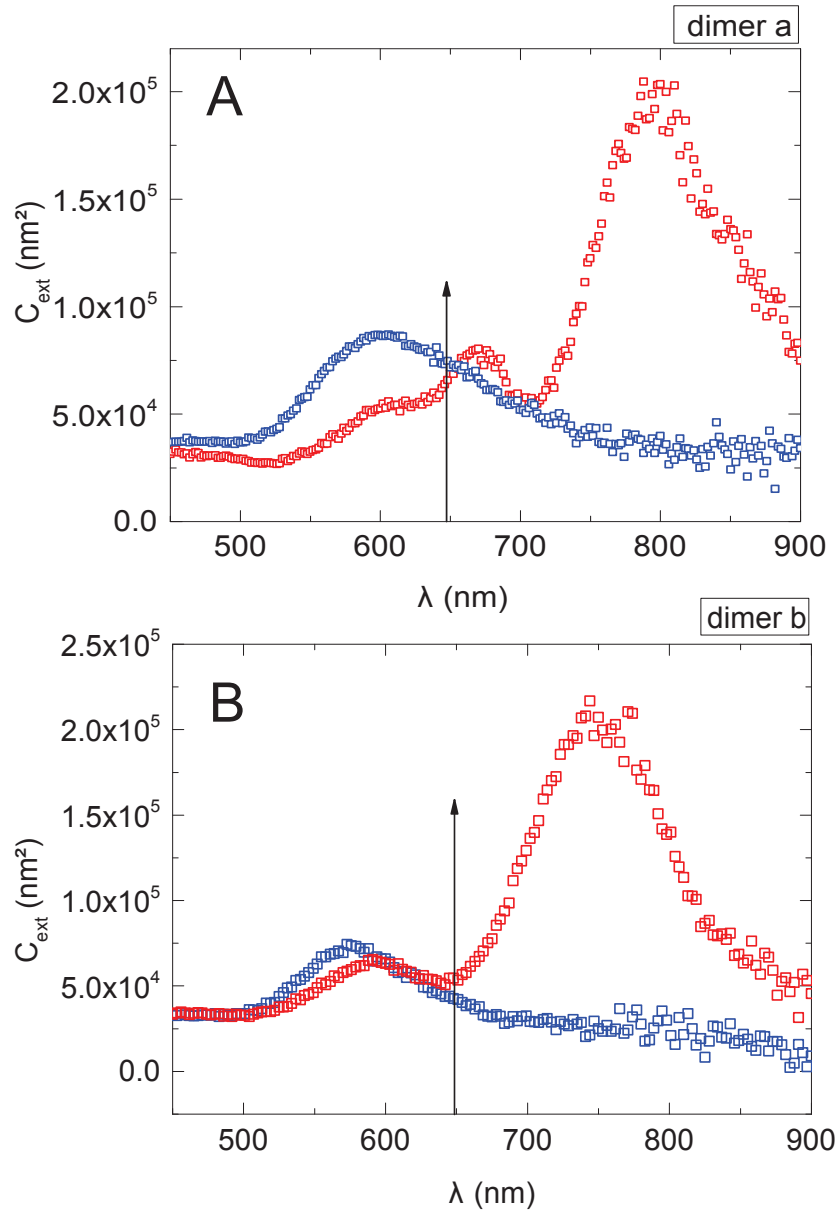 dimer a
A
2.0x10⁵
1.5x10⁵
1.0x10⁵
5.0x10⁴
0.0
C_ext (nm²)
500 600 700 800 900
λ (nm)
dimer b
B
2.5x10⁵
2.0x10⁵
1.5x10⁵
1.0x10⁵
5.0x10⁴
0.0
C_ext (nm²)
500 600 700 800 900
λ (nm)